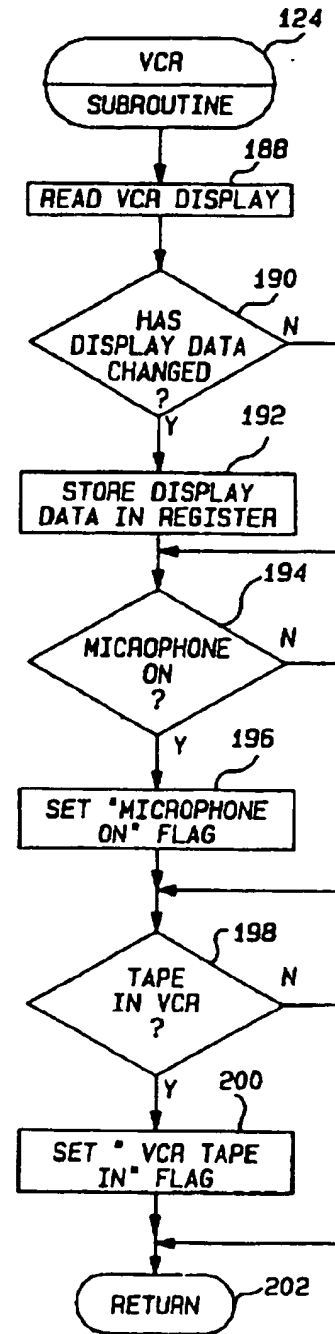 124
VCR
SUBROUTINE
188
READ VCR DISPLAY
190
HAS
DISPLAY DATA
CHANGED
?
N
Y
192
STORE DISPLAY
DATA IN REGISTER
194
MICROPHONE
ON
?
N
Y
196
SET "MICROPHONE
ON" FLAG
198
TAPE
IN VCR
?
N
Y
200
SET " VCR TAPE
IN" FLAG
RETURN
202